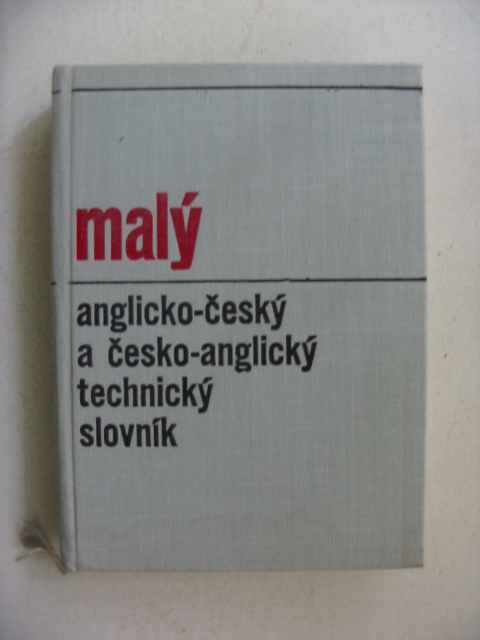 malý
anglicko-český
a česko-anglický
technický
slovník